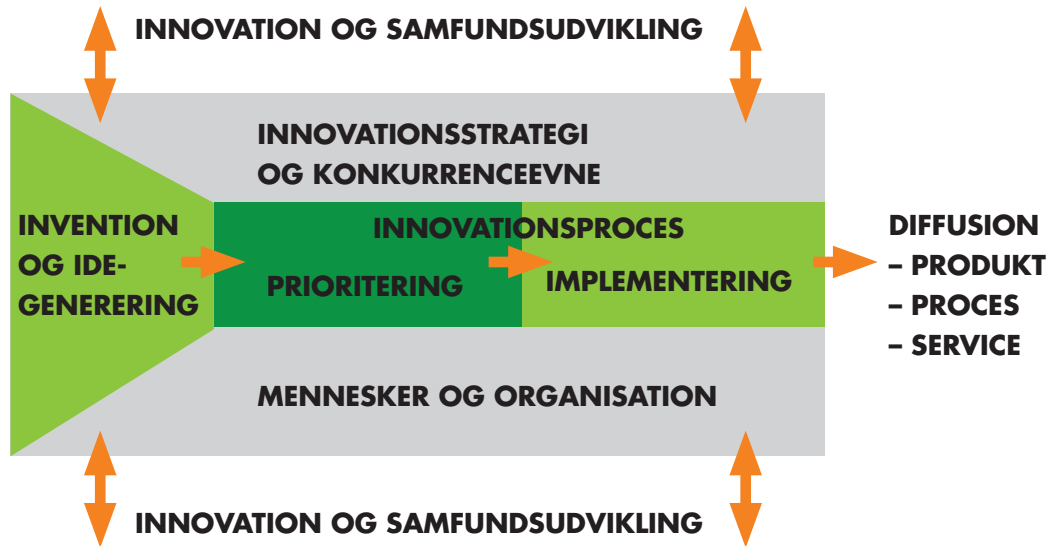 INNOVATION OG SAMFUNDSUDVIKLING
INNOVATIONSSTRATEGI
OG KONKURRENCEEVNE
INVENTION
OG IDE-
GENERERING
INNOVATIONSPROCES
PRIORITERING
IMPLEMENTERING
DIFFUSION
– PRODUKT
– PROCES
– SERVICE
MENNESKER OG ORGANISATION
INNOVATION OG SAMFUNDSUDVIKLING